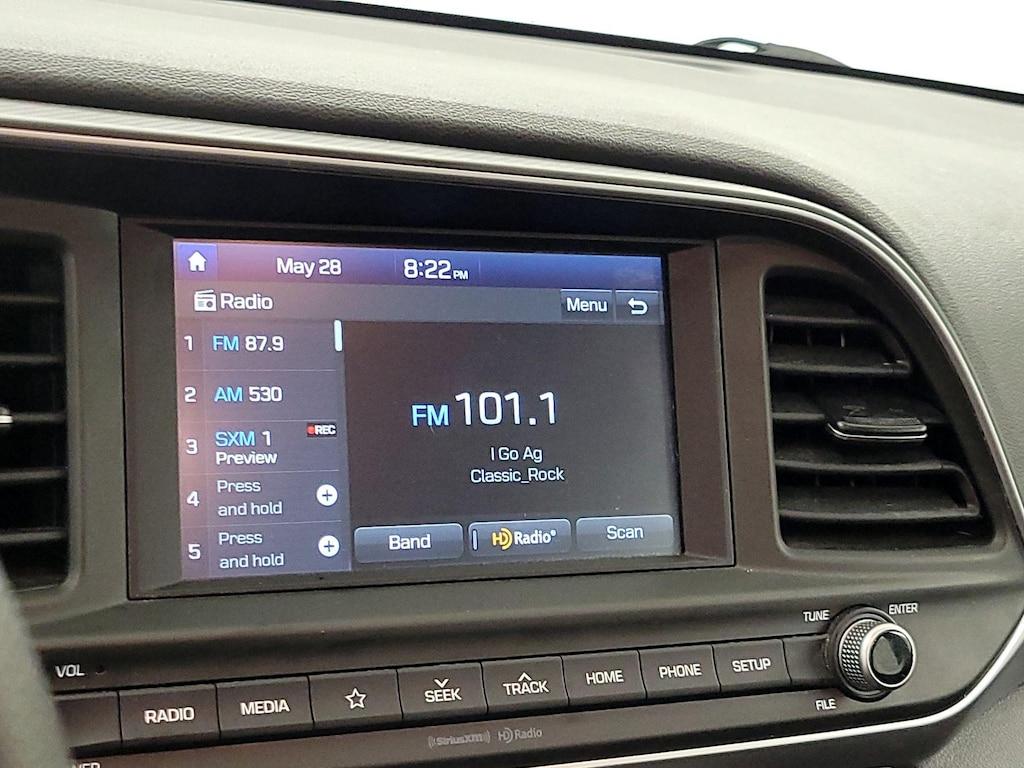 May 28 8:22 PM
Radio Menu
1 FM 87.9
2 AM 530
3 SXM 1 REC
Preview
4 Press
and hold
5 Press
and hold
FM 101.1
I Go Ag
Classic_Rock
Band HD Radio® Scan
VOL
TUNE ENTER
RADIO MEDIA SEEK TRACK HOME PHONE SETUP
FILE
((SiriusXM)) HD Radio